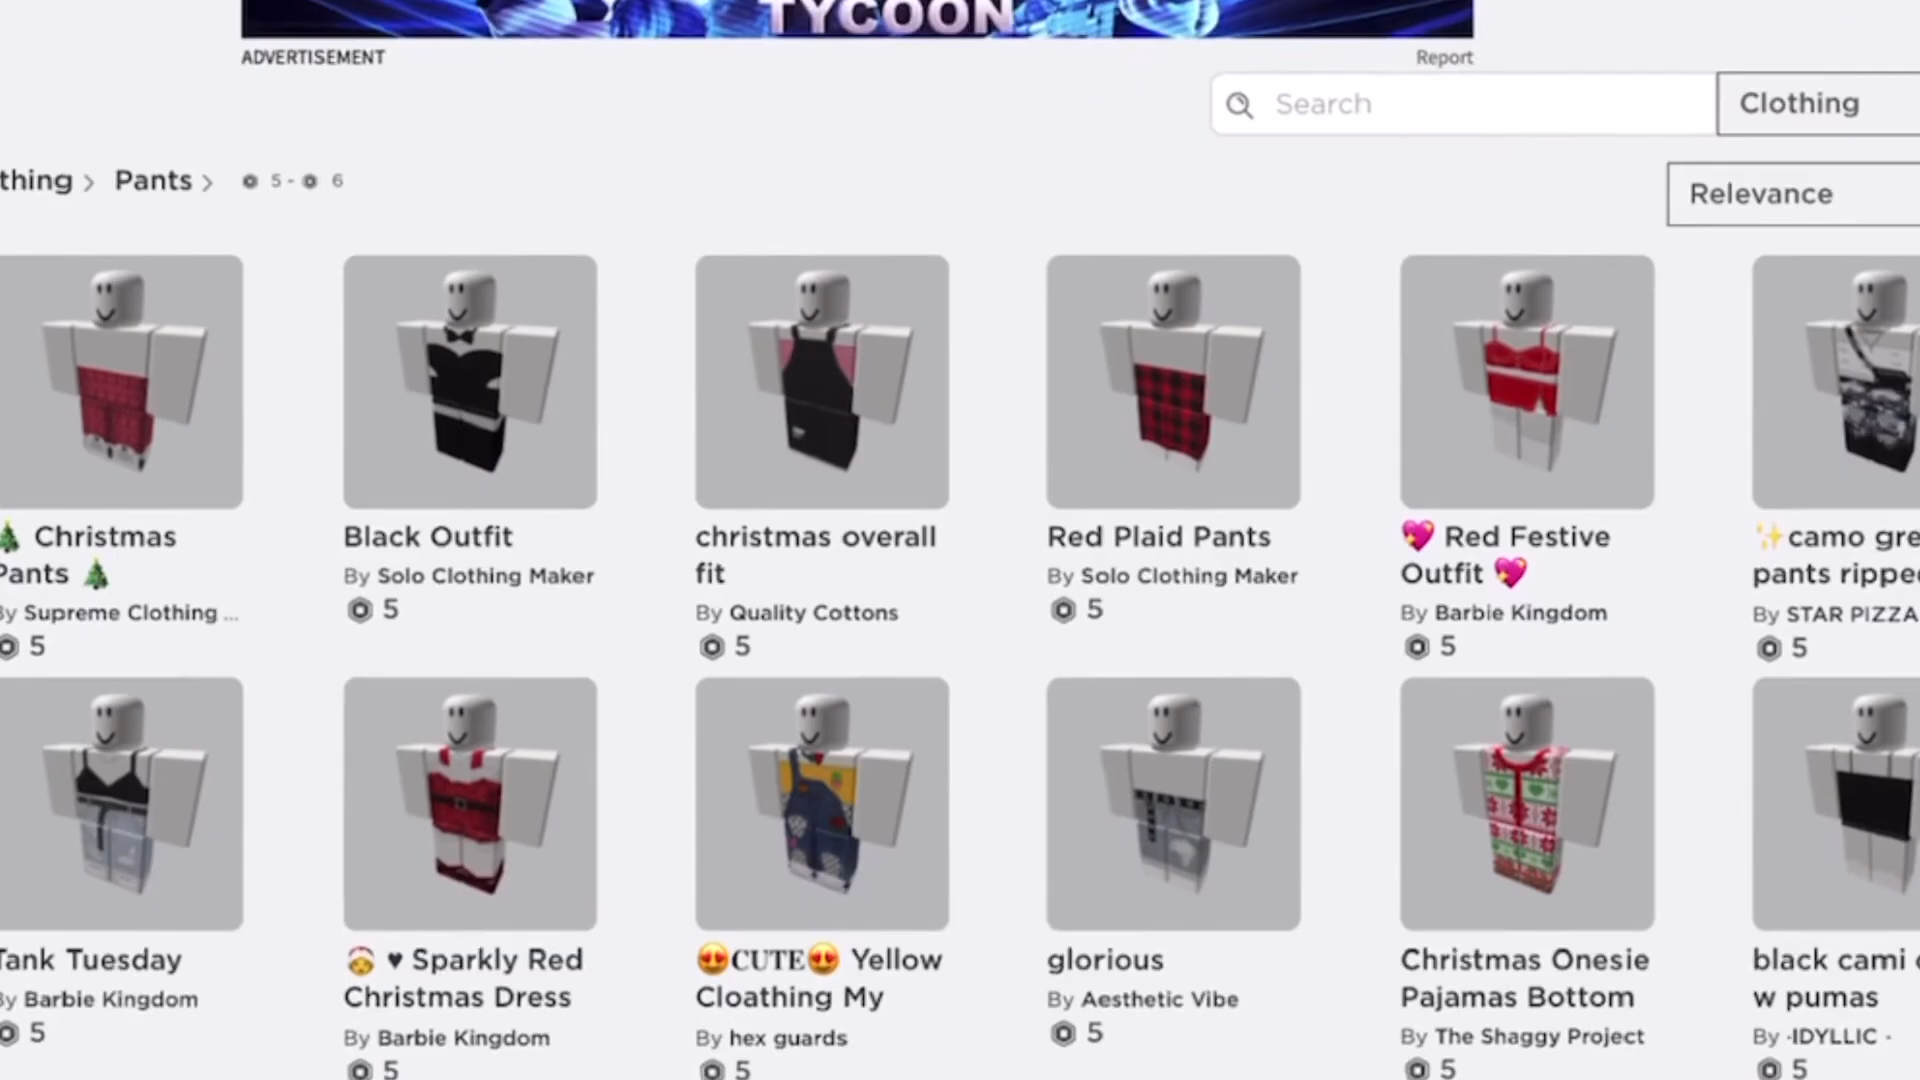 TYCOON
ADVERTISEMENT Report
Search Clothing
thing > Pants > 5 - 6
Relevance
🎄 Christmas
Pants 🎄
By Supreme Clothing ...
5
Black Outfit
By Solo Clothing Maker
5
christmas overall
fit
By Quality Cottons
5
Red Plaid Pants
By Solo Clothing Maker
5
💖 Red Festive
Outfit 💖
By Barbie Kingdom
5
✨camo gre
pants rippe
By STAR PIZZA
5
Tank Tuesday
By Barbie Kingdom
5
🤶 ♥ Sparkly Red
Christmas Dress
By Barbie Kingdom
5
😍CUTE😍 Yellow
Cloathing My
By hex guards
5
glorious
By Aesthetic Vibe
5
Christmas Onesie
Pajamas Bottom
By The Shaggy Project
5
black cami
w pumas
By -IDYLLIC -
5